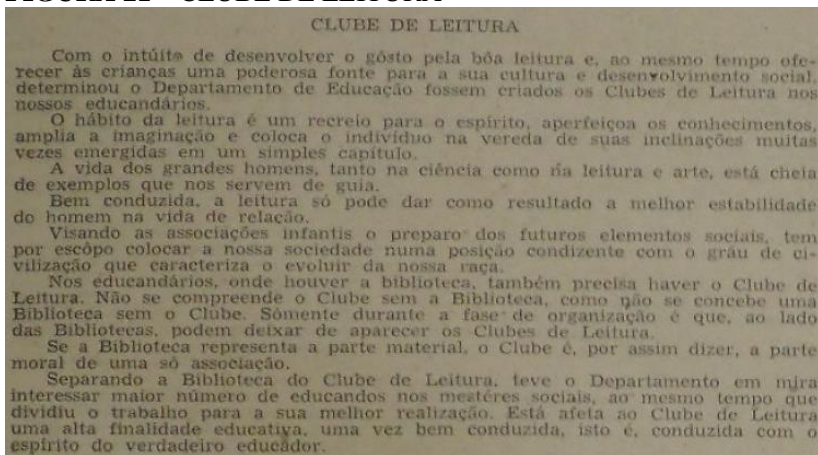 CLUBE DE LEITURA
Com o intúito de desenvolver o gôsto pela bôa leitura e, ao mesmo tempo ofe-
recer às crianças uma poderosa fonte para a sua cultura e desenvolvimento social,
determinou o Departamento de Educação fossem criados os Clubes de Leitura nos
nossos educandários.
O hábito da leitura é um recreio para o espírito, aperfeiçoa os conhecimentos,
amplia a imaginação e coloca o indivíduo na vereda de suas inclinações muitas
vezes emergidas em um simples capítulo.
A vida dos grandes homens, tanto na ciência como na leitura e arte, está cheia
de exemplos que nos servem de guia.
Bem conduzida, a leitura só pode dar como resultado a melhor estabilidade
do homem na vida de relação.
Visando as associações infantis o preparo dos futuros elementos sociais, tem
por escôpo colocar a nossa sociedade numa posição condizente com o gráu de ci-
vilização que caracteriza o evoluir da nossa raça.
Nos educandários, onde houver a biblioteca, também precisa haver o Clube de
Leitura. Não se compreende o Clube sem a Biblioteca, como não se concebe uma
Biblioteca sem o Clube. Sòmente durante a fase de organização é que, ao lado
das Bibliotecas, podem deixar de aparecer os Clubes de Leitura.
Se a Biblioteca representa a parte material, o Clube é, por assim dizer, a parte
moral de uma só associação.
Separando a Biblioteca do Clube de Leitura, teve o Departamento em mira
interessar maior número de educandos nos mestéres sociais, ao mesmo tempo que
dividiu o trabalho para a sua melhor realização. Está afeta ao Clube de Leitura
uma alta finalidade educativa, uma vez bem conduzida, isto é, conduzida com o
espírito do verdadeiro educador.